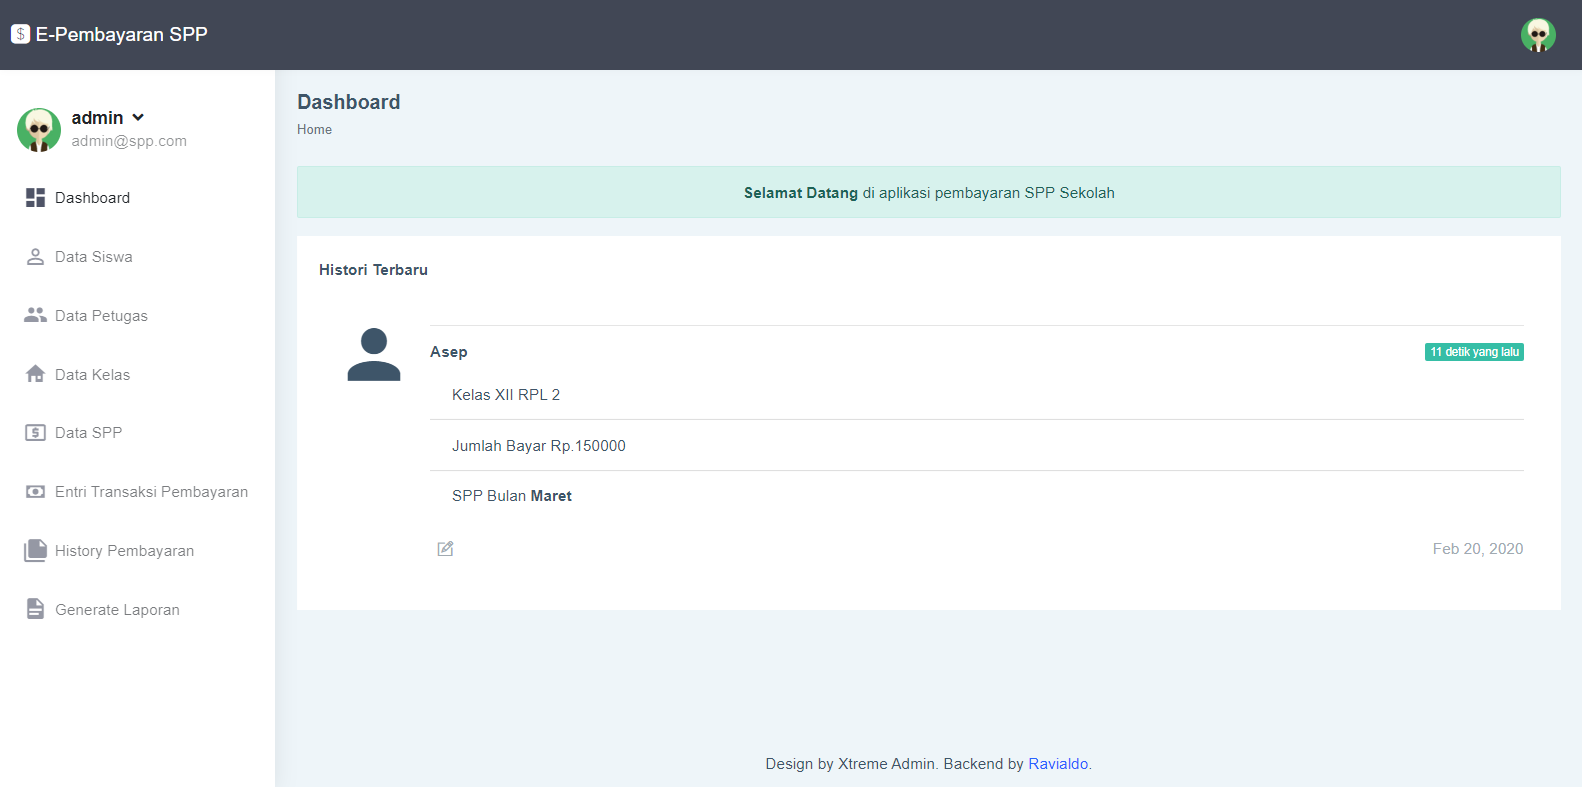 $ E-Pembayaran SPP
admin
admin@spp.com
Dashboard
Data Siswa
Data Petugas
Data Kelas
Data SPP
Entri Transaksi Pembayaran
History Pembayaran
Generate Laporan
Dashboard
Home
Selamat Datang di aplikasi pembayaran SPP Sekolah
Histori Terbaru
Asep
11 detik yang lalu
Kelas XII RPL 2
Jumlah Bayar Rp.150000
SPP Bulan Maret
Feb 20, 2020
Design by Xtreme Admin. Backend by Ravialdo.